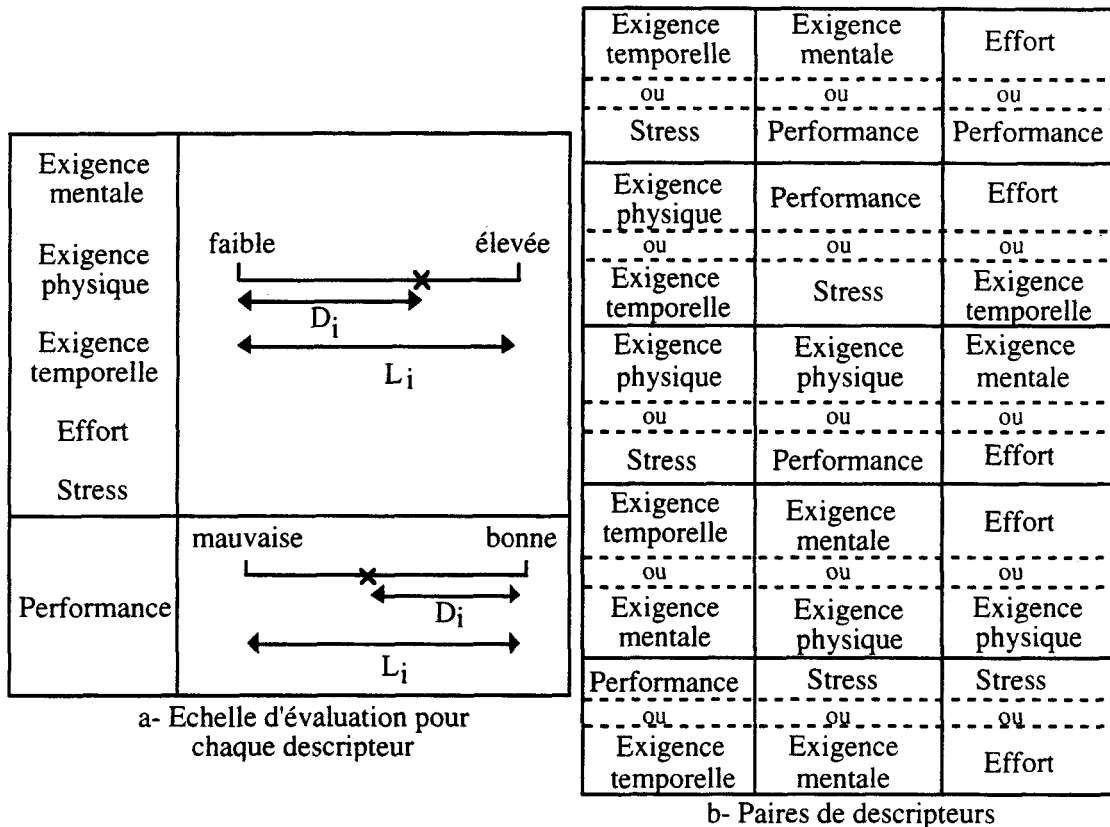 Exigence
mentale
Exigence
physique
Exigence
temporelle
Effort
Stress
faible élevée
Di
Li
Performance
mauvaise bonne
Di
Li
a- Echelle d'évaluation pour
chaque descripteur
Exigence Exigence Effort
temporelle mentale
ou ou ou
Stress Performance Performance
Exigence Performance Effort
physique
ou ou ou
Exigence Stress Exigence
temporelle temporelle
Exigence Exigence Exigence
physique physique mentale
ou ou ou
Stress Performance Effort
Exigence Exigence Effort
temporelle mentale
ou ou ou
Exigence Exigence Exigence
mentale physique physique
Performance Stress Stress
ou ou ou
Exigence Exigence Effort
temporelle mentale
b- Paires de descripteurs